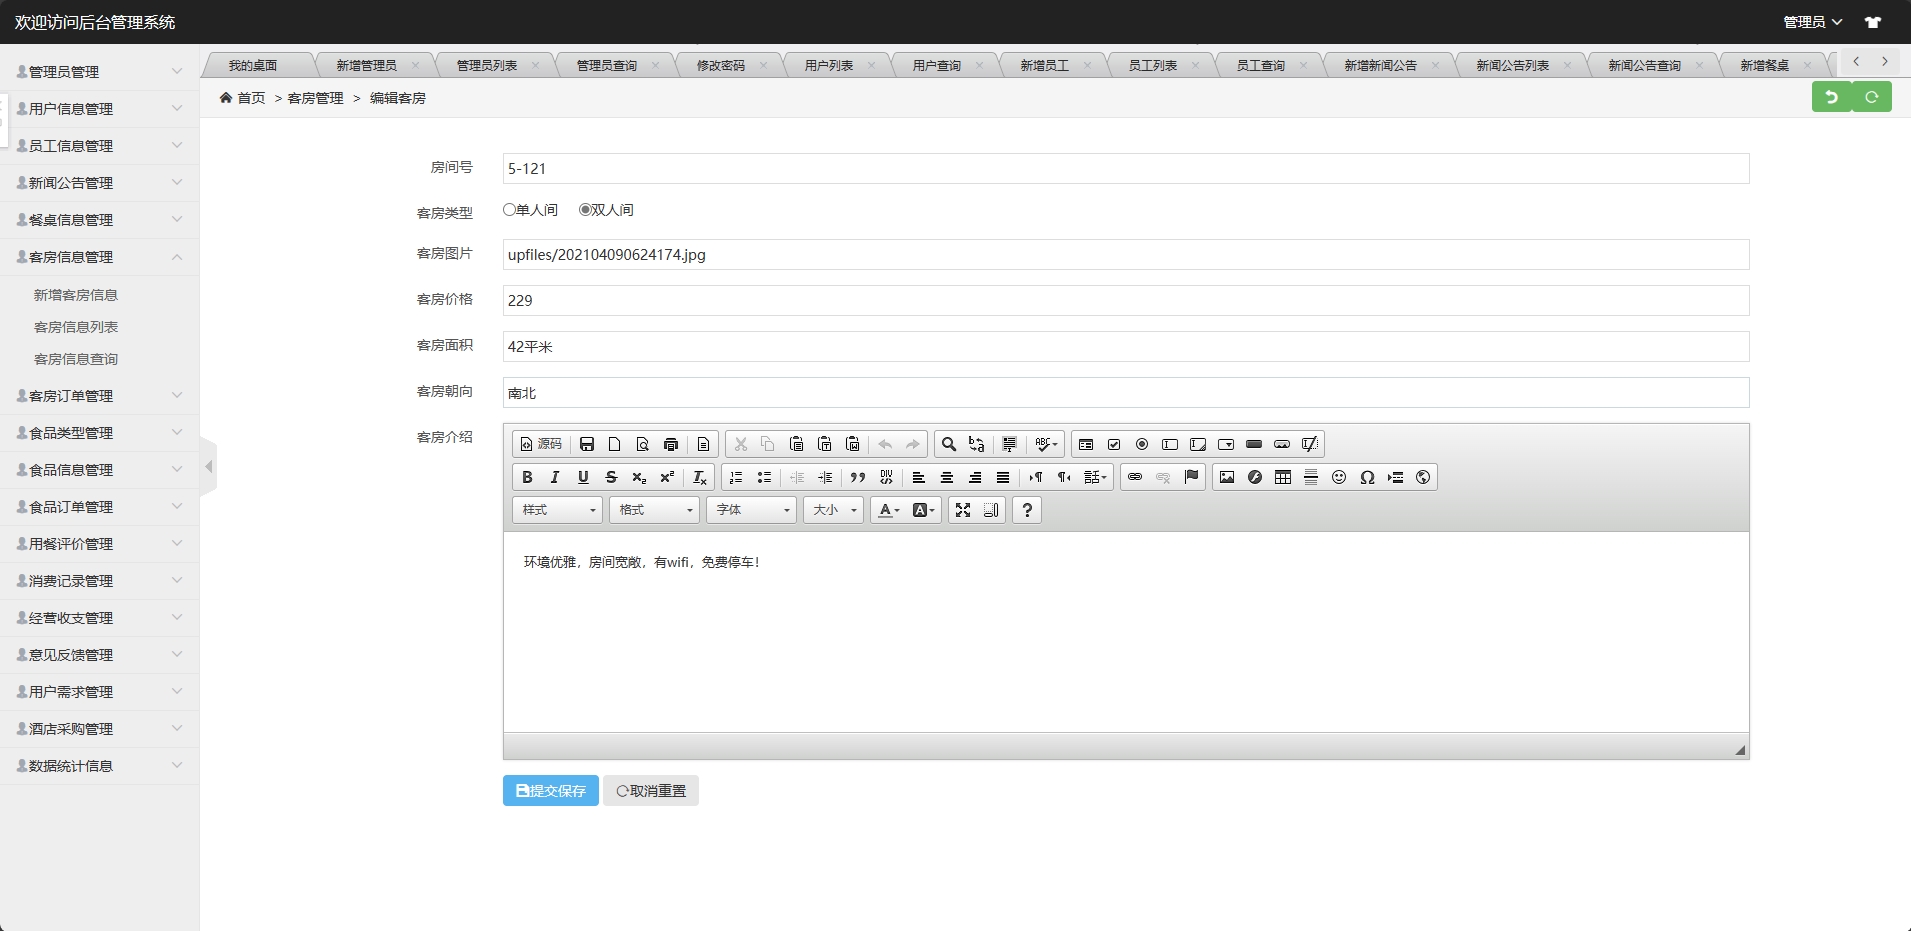 欢迎访问后台管理系统
管理员
我的桌面 新增管理员 管理员列表 管理员查询 修改密码 用户列表 用户查询 新增员工 员工列表 员工查询 新增新闻公告 新闻公告列表 新闻公告查询 新增餐桌
首页 > 客房管理 > 编辑客房
管理员管理
用户信息管理
员工信息管理
新闻公告管理
餐桌信息管理
客房信息管理
新增客房信息
客房信息列表
客房信息查询
客房订单管理
食品类型管理
食品信息管理
食品订单管理
用餐评价管理
消费记录管理
经营收支管理
意见反馈管理
用户需求管理
酒店采购管理
数据统计信息
房间号 5-121
客房类型 单人间 双人间
客房图片 upfiles/202104090624174.jpg
客房价格 229
客房面积 42平米
客房朝向 南北
客房介绍
源码
样式 格式 字体 大小
环境优雅，房间宽敞，有wifi，免费停车！
提交保存 取消重置